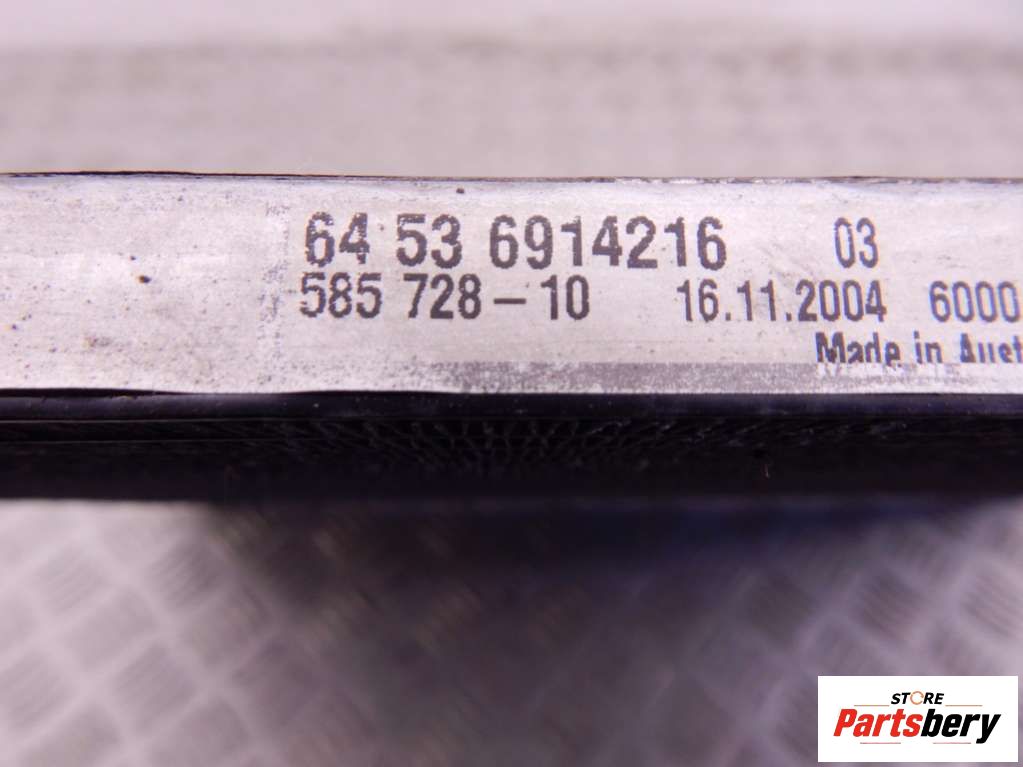 64 53 6914216 03
585 728-10 16.11.2004 6000
Made in
STORE
Partsbery